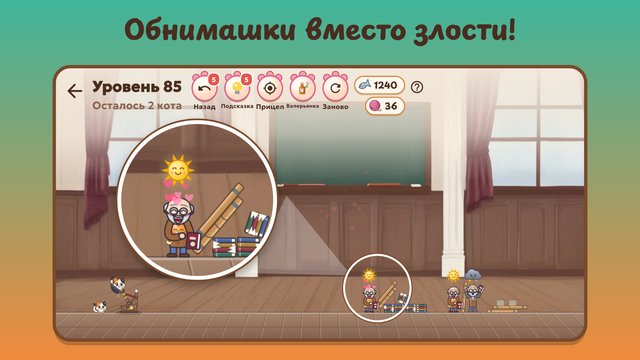 Обнимашки вместо злости!
Уровень 85
Осталось 2 кота
5
5
Назад
Подсказка
Прицел
Валерьянка
Заново
1240
36
?